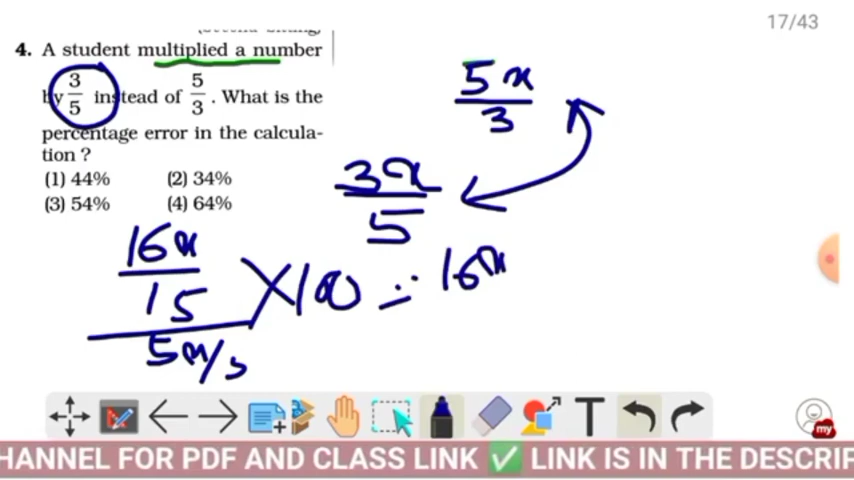 17/43
4. A student multiplied a number
by 3/5 instead of 5/3. What is the
percentage error in the calcula-
tion ?
(1) 44% (2) 34%
(3) 54% (4) 64%
5x/3
3x/5
16x/15 / 5x/3 ×100 = 16x
T
my
HANNEL FOR PDF AND CLASS LINK ✅ LINK IS IN THE DESCRIP